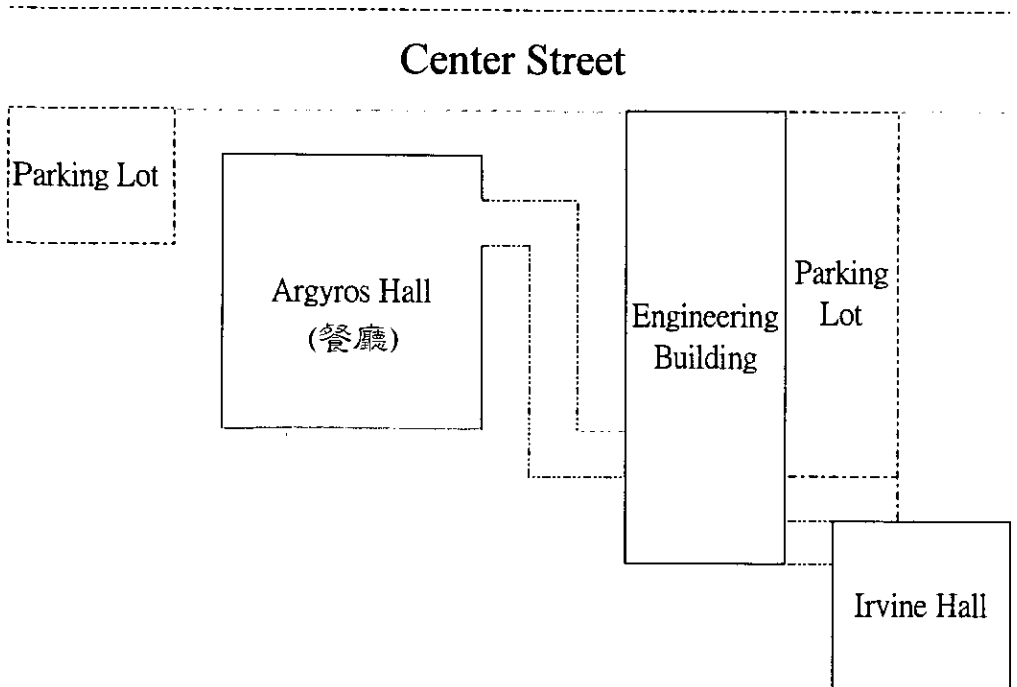 Center Street
Parking Lot
Argyros Hall
(餐廳)
Engineering
Building
Parking
Lot
Irvine Hall